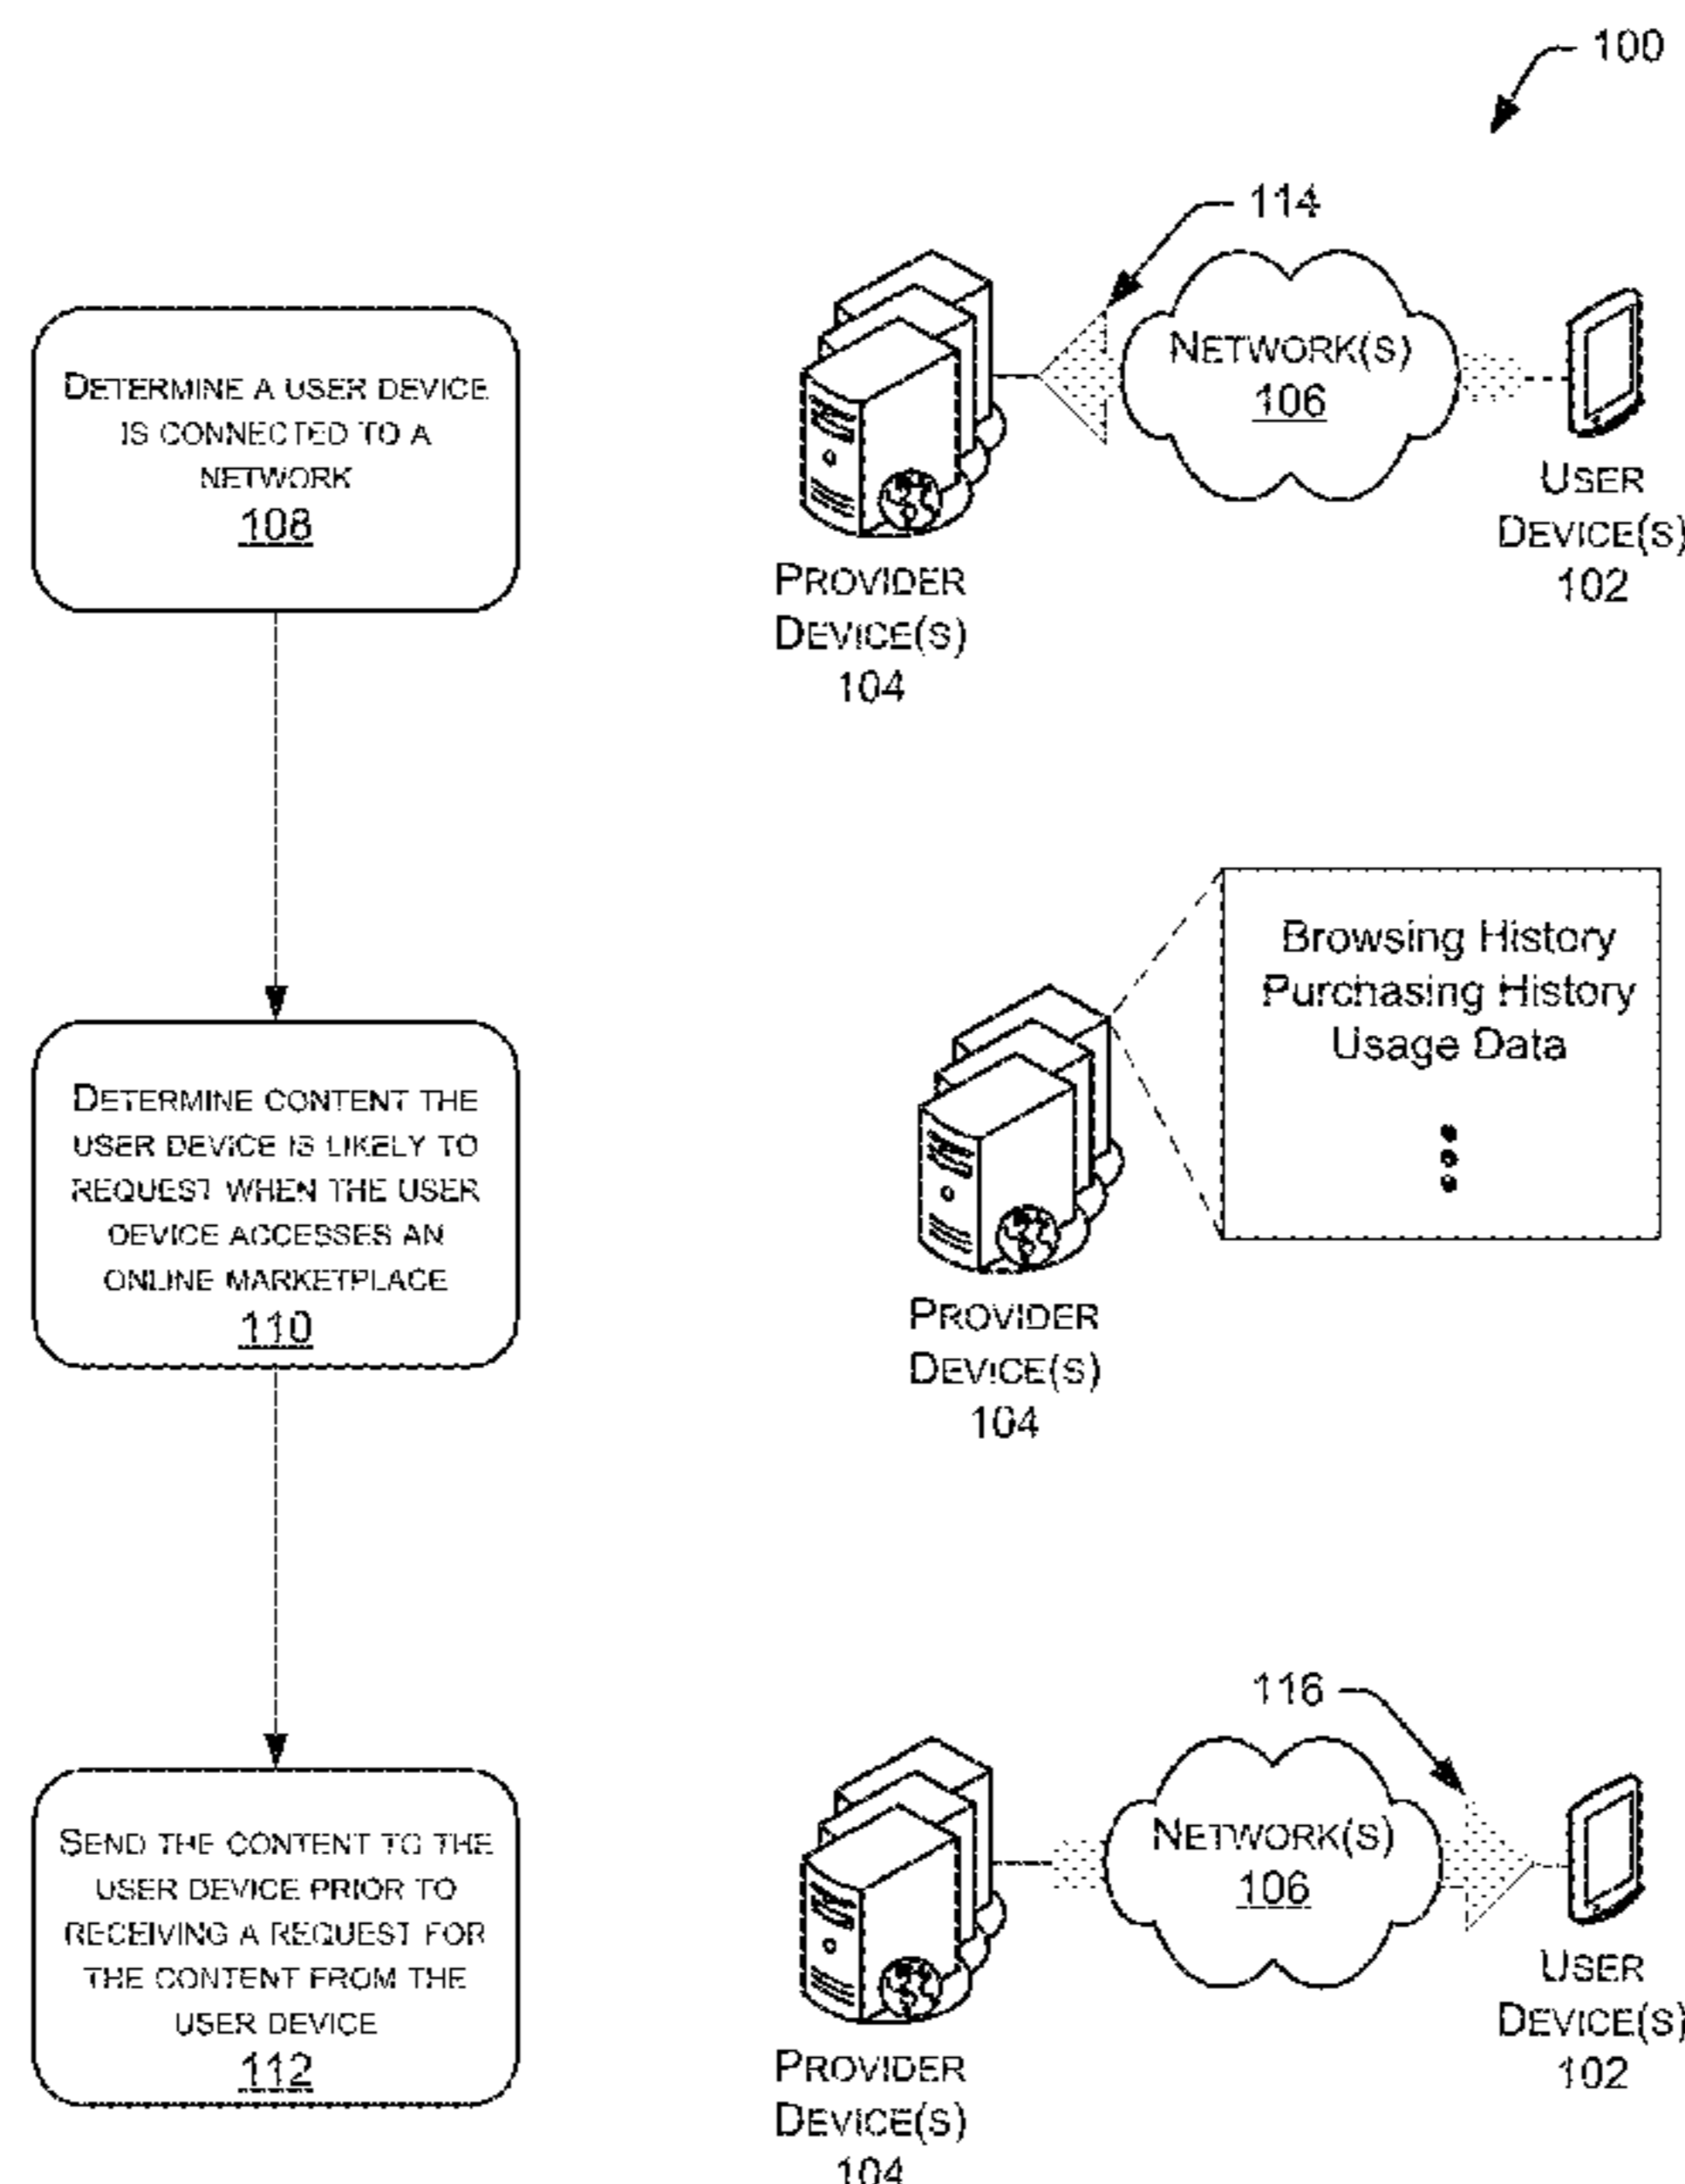 100
114
DETERMINE A USER DEVICE
IS CONNECTED TO A
NETWORK
108
NETWORK(S)
106
USER
DEVICE(S)
102
PROVIDER
DEVICE(S)
104
DETERMINE CONTENT THE
USER DEVICE IS LIKELY TO
REQUEST WHEN THE USER
DEVICE ACCESSES AN
ONLINE MARKETPLACE
110
Browsing History
Purchasing History
Usage Data
PROVIDER
DEVICE(S)
104
116
SEND THE CONTENT TO THE
USER DEVICE PRIOR TO
RECEIVING A REQUEST FOR
THE CONTENT FROM THE
USER DEVICE
112
NETWORK(S)
106
USER
DEVICE(S)
102
PROVIDER
DEVICE(S)
104